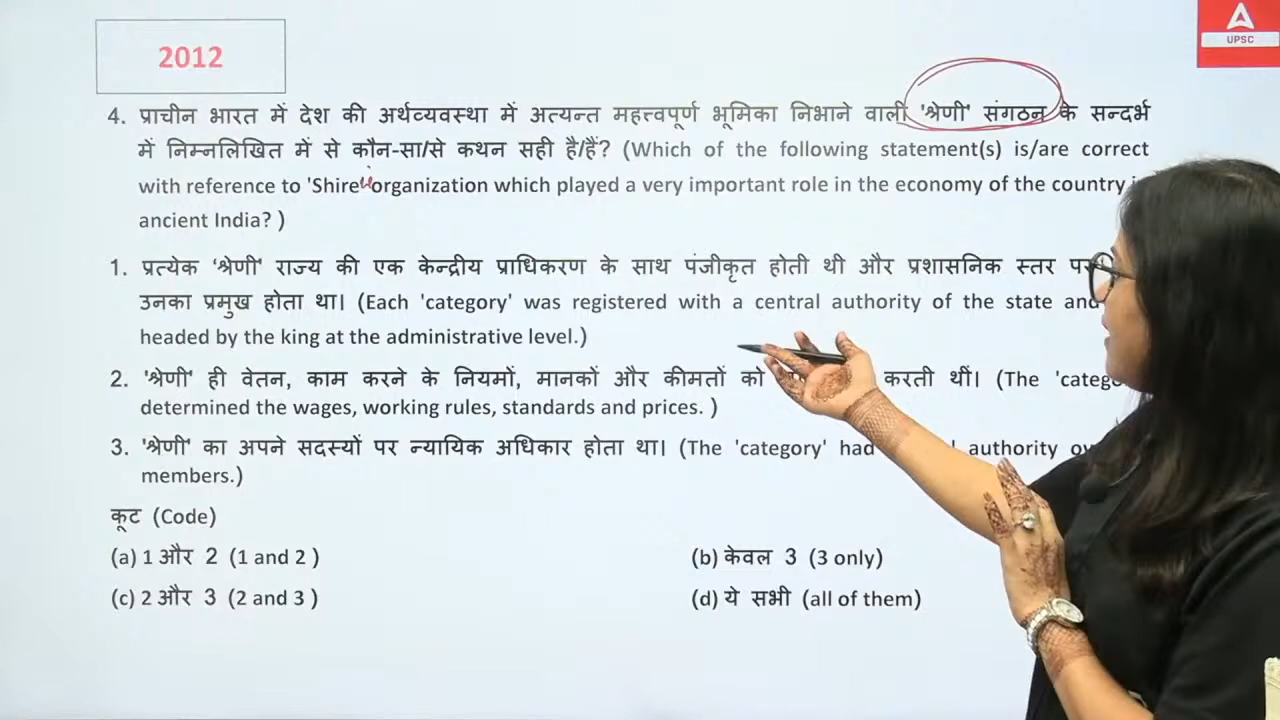 2012
UPSC
4. प्राचीन भारत में देश की अर्थव्यवस्था में अत्यन्त महत्त्वपूर्ण भूमिका निभाने वाली 'श्रेणी' संगठन के सन्दर्भ
में निम्नलिखित में से कौन-सा/से कथन सही है/हैं? (Which of the following statement(s) is/are correct
with reference to 'Shire organization which played a very important role in the economy of the country
ancient India? )
1. प्रत्येक ‘श्रेणी' राज्य की एक केन्द्रीय प्राधिकरण के साथ पंजीकृत होती थी और प्रशासनिक स्तर पर
उनका प्रमुख होता था। (Each 'category' was registered with a central authority of the state and
headed by the king at the administrative level.)
2. 'श्रेणी' ही वेतन, काम करने के नियमों, मानकों और कीमतों को करती थीं। (The
determined the wages, working rules, standards and prices. )
3. 'श्रेणी' का अपने सदस्यों पर न्यायिक अधिकार होता था। (The 'category' had authority
members.)
कूट (Code)
(a) 1 और 2 (1 and 2 )
(b) केवल 3 (3 only)
(c) 2 और 3 (2 and 3 )
(d) ये सभी (all of them)